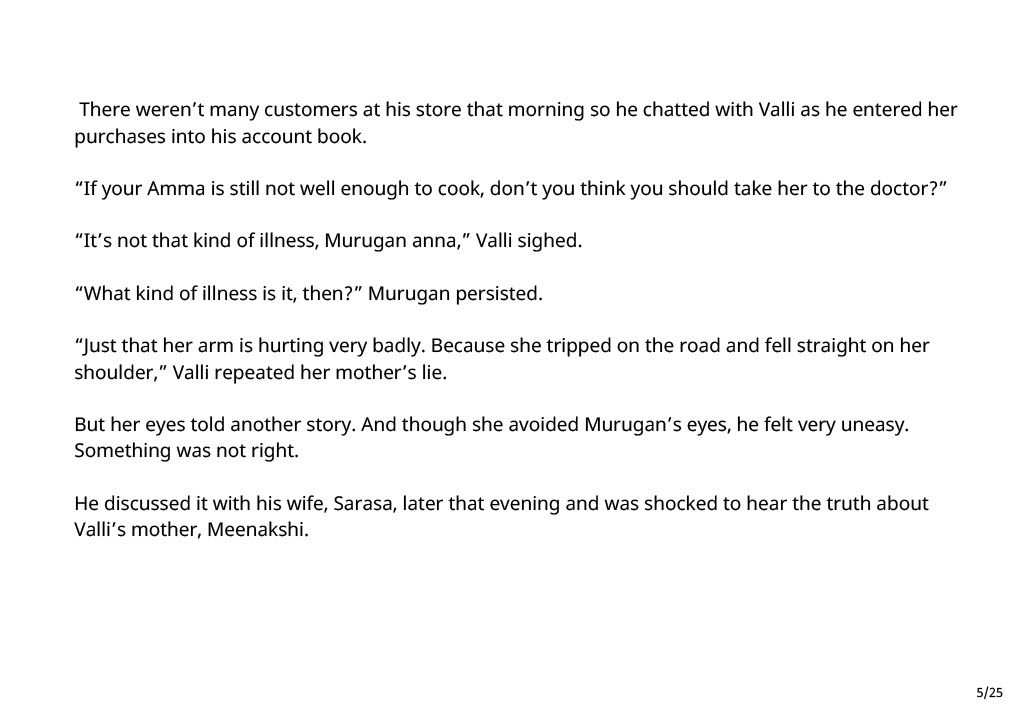 There weren’t many customers at his store that morning so he chatted with Valli as he entered her
purchases into his account book.
“If your Amma is still not well enough to cook, don’t you think you should take her to the doctor?”
“It’s not that kind of illness, Murugan anna,” Valli sighed.
“What kind of illness is it, then?” Murugan persisted.
“Just that her arm is hurting very badly. Because she tripped on the road and fell straight on her
shoulder,” Valli repeated her mother’s lie.
But her eyes told another story. And though she avoided Murugan’s eyes, he felt very uneasy.
Something was not right.
He discussed it with his wife, Sarasa, later that evening and was shocked to hear the truth about
Valli’s mother, Meenakshi.
5/25